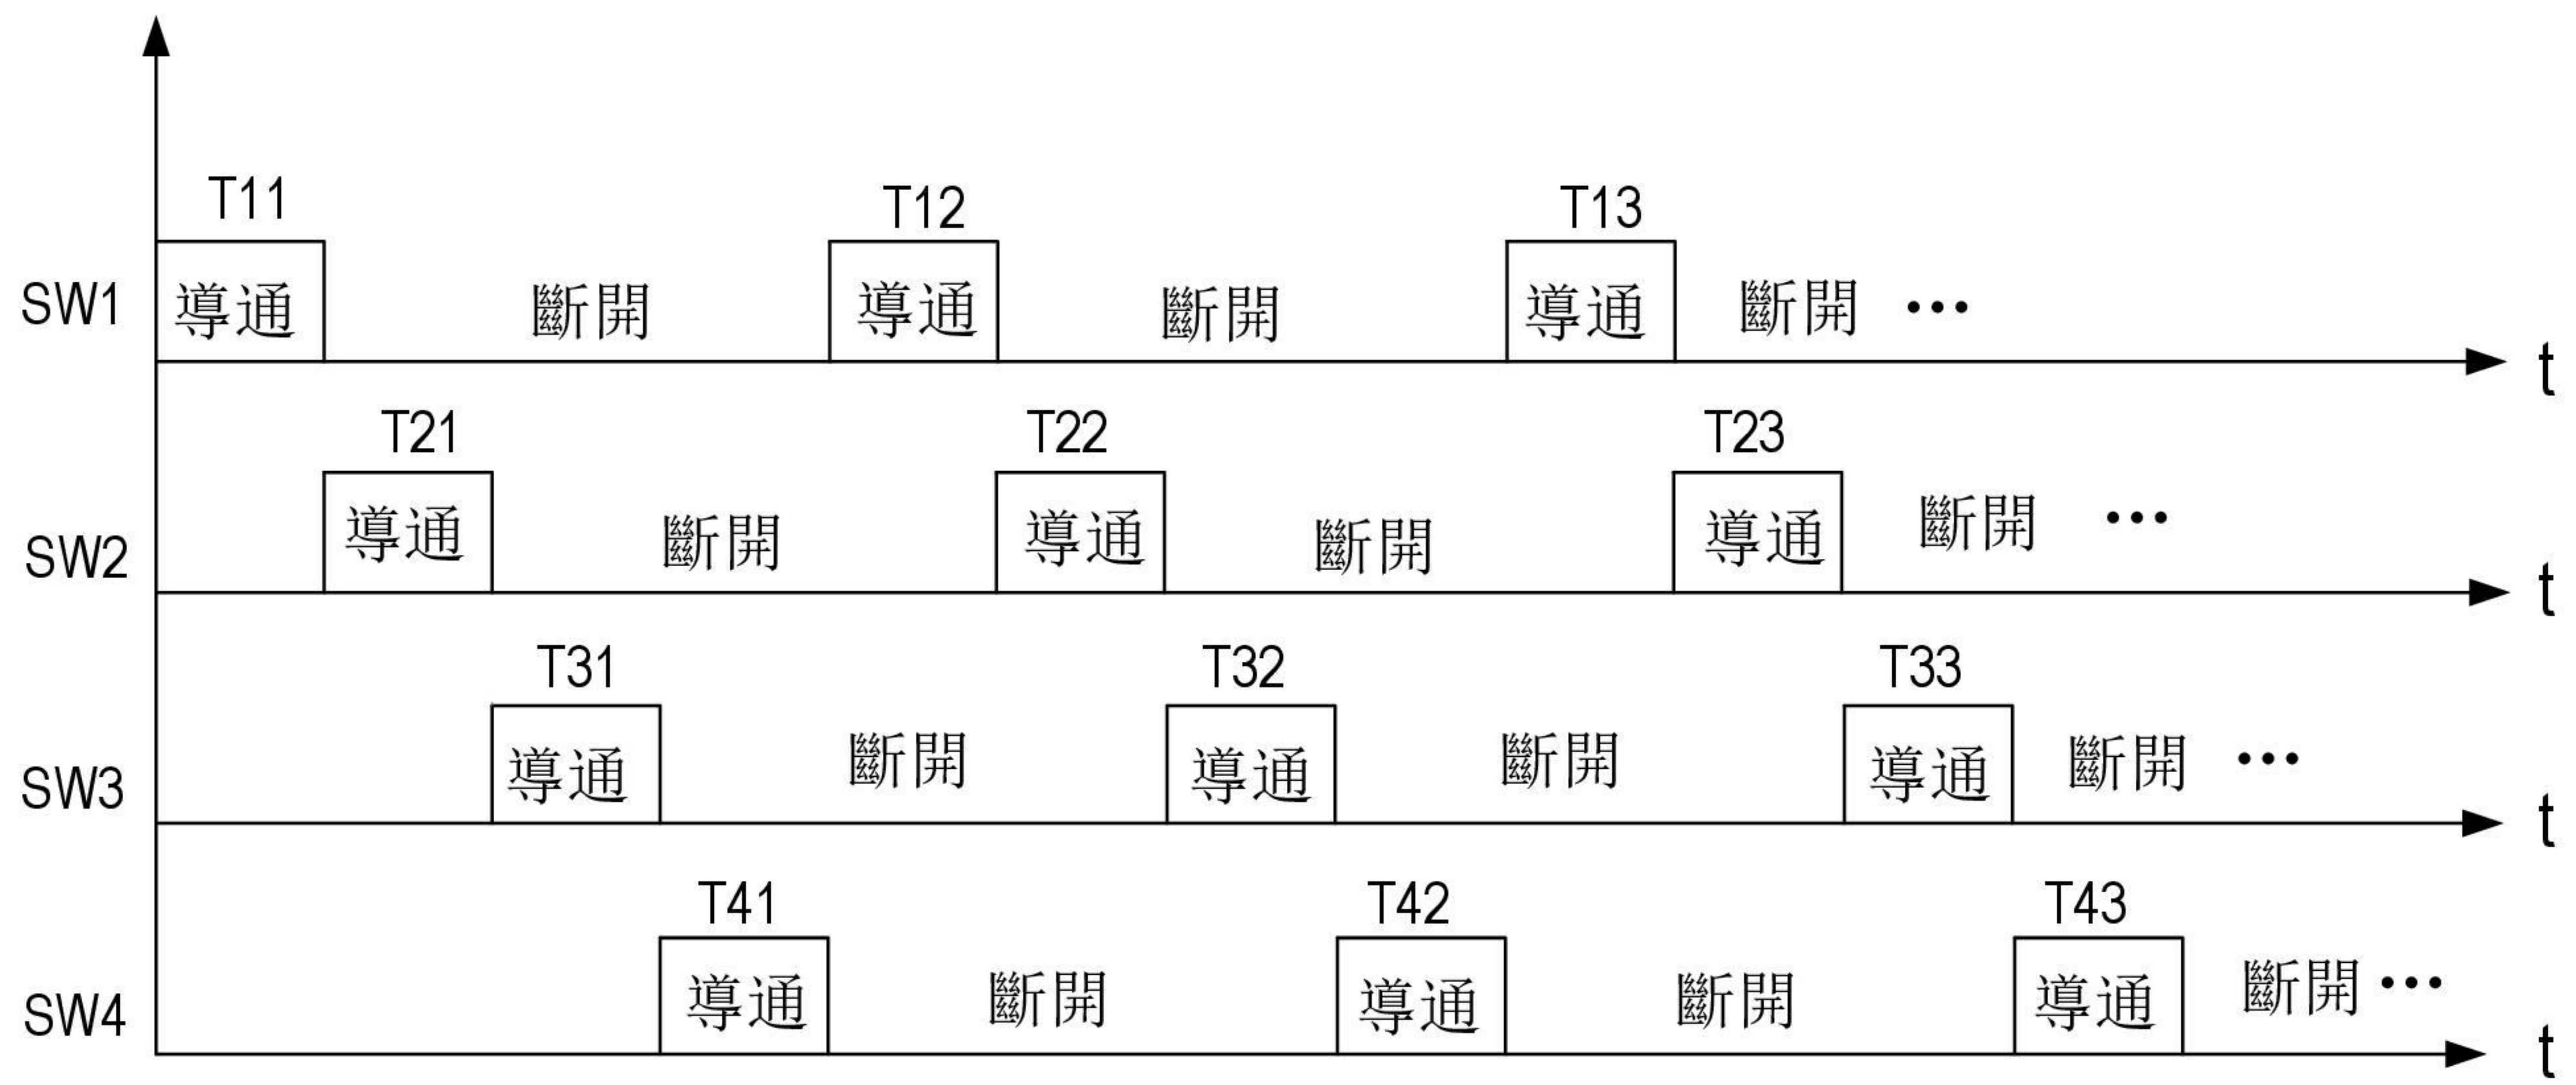 T11 T12 T13
SW1 導通 斷開 導通 斷開 導通 斷開 ••• t
T21 T22 T23
SW2 導通 斷開 導通 斷開 導通 斷開 ••• t
T31 T32 T33
SW3 導通 斷開 導通 斷開 導通 斷開 ••• t
T41 T42 T43
SW4 導通 斷開 導通 斷開 導通 斷開 ••• t